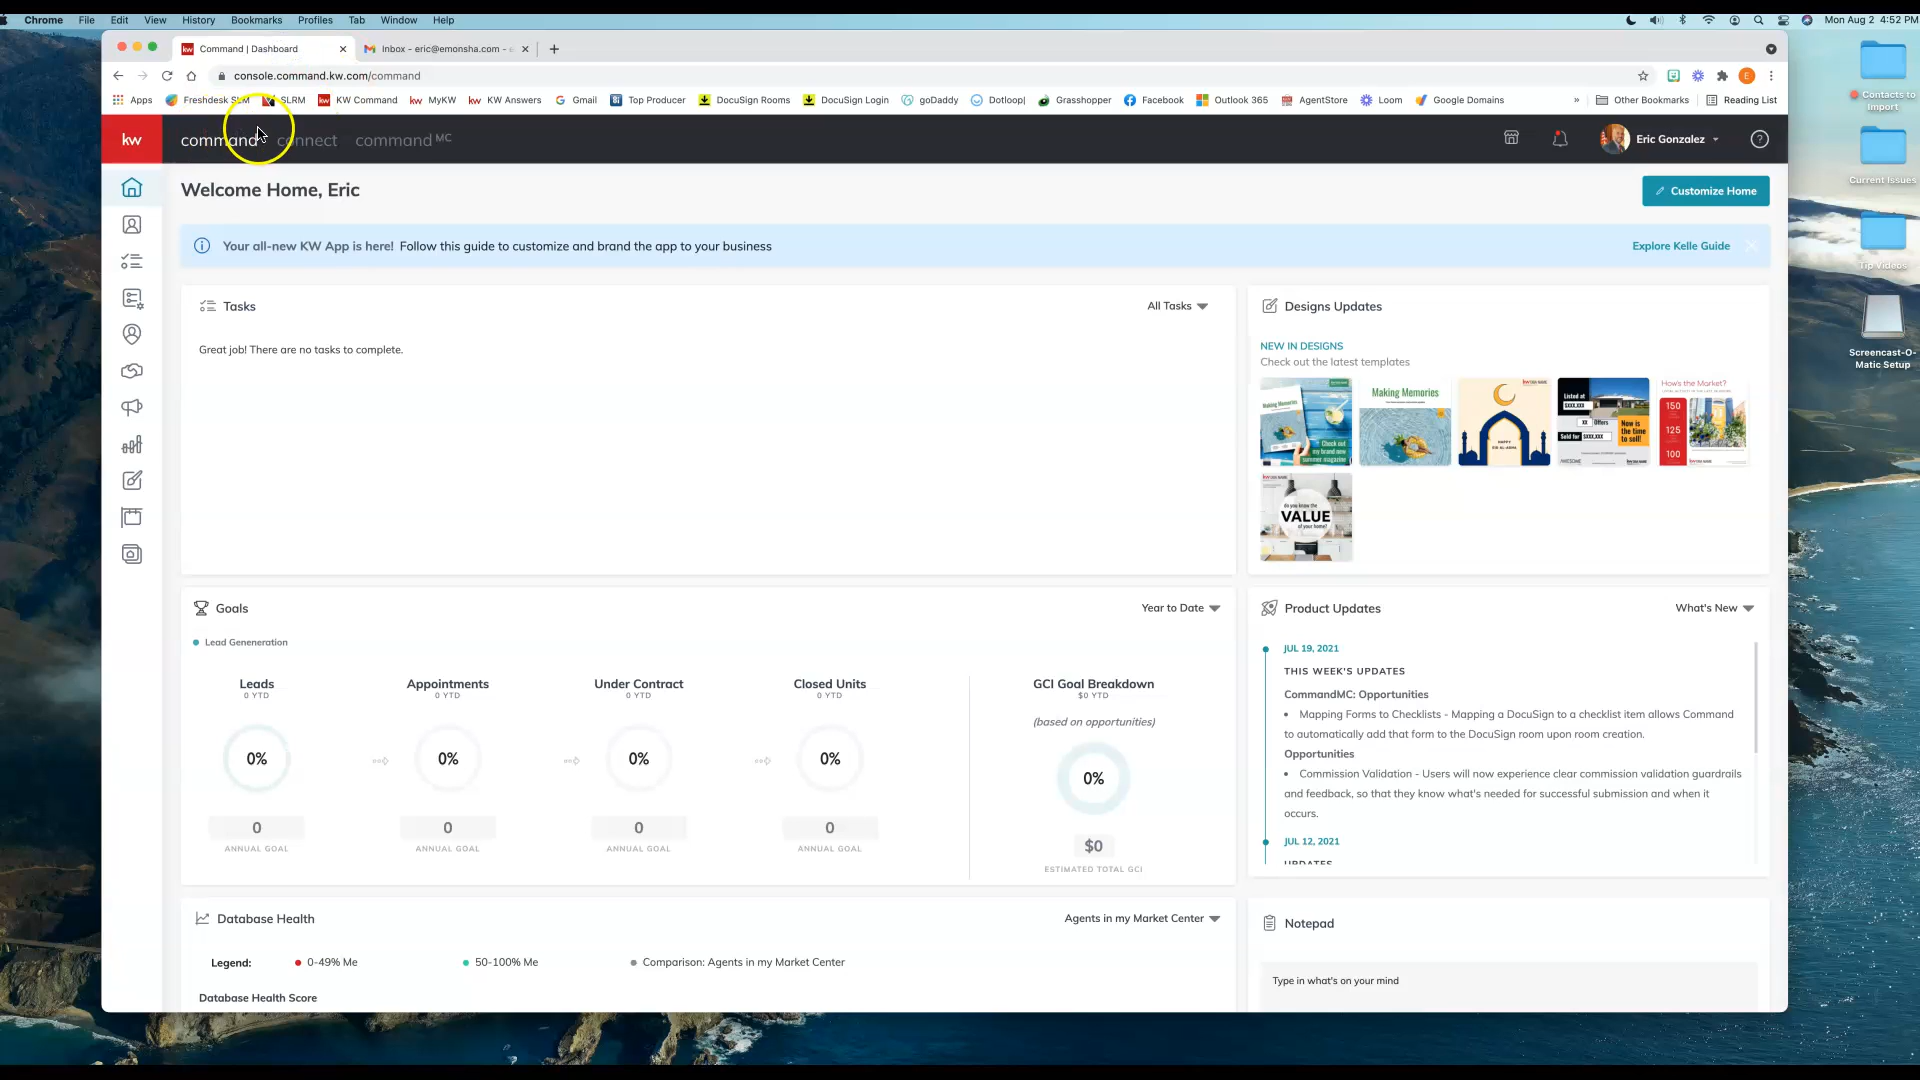 Chrome File Edit View History Bookmarks Profiles Tab Window Help
Mon Aug 2 4:52 PM
Command | Dashboard
Inbox - eric@emonsha.com -
console.command.kw.com/command
Apps Freshdesk SLM SLRM KW Command MyKW KW Answers Gmail Top Producer DocuSign Rooms DocuSign Login goDaddy Dotloop| Grasshopper Facebook Outlook 365 AgentStore Loom Google Domains » Other Bookmarks Reading List
kw command connect command MC Eric Gonzalez
Welcome Home, Eric
Customize Home
Your all-new KW App is here! Follow this guide to customize and brand the app to your business
Explore Kelle Guide
Tasks
All Tasks
Great job! There are no tasks to complete.
Designs Updates
NEW IN DESIGNS
Check out the latest templates
Making Memories
Check out my brand new summer magazine
Making Memories
HAPPY
Listed at
$XXX,XXX
XX Offers
Sold for $XXX,XXX
Now is the time to sell!
How's the Market?
150
125
100
do you know the
VALUE
of your home?
Goals
Year to Date
Lead Geneneration
Leads
0 YTD
0%
0
ANNUAL GOAL
Appointments
0 YTD
0%
0
ANNUAL GOAL
Under Contract
0 YTD
0%
0
ANNUAL GOAL
Closed Units
0 YTD
0%
0
ANNUAL GOAL
GCI Goal Breakdown
$0 YTD
(based on opportunities)
0%
$0
ESTIMATED TOTAL GCI
Product Updates
What's New
JUL 19, 2021
THIS WEEK'S UPDATES
CommandMC: Opportunities
• Mapping Forms to Checklists - Mapping a DocuSign to a checklist item allows Command
to automatically add that form to the DocuSign room upon room creation.
Opportunities
• Commission Validation - Users will now experience clear commission validation guardrails
and feedback, so that they know what's needed for successful submission and when it
occurs.
JUL 12, 2021
UPDATES
Database Health
Agents in my Market Center
Legend: 0-49% Me 50-100% Me Comparison: Agents in my Market Center
Database Health Score
Notepad
Type in what's on your mind
Contacts to
Import
Current Issues
Tip Videos
Screencast-O-
Matic Setup